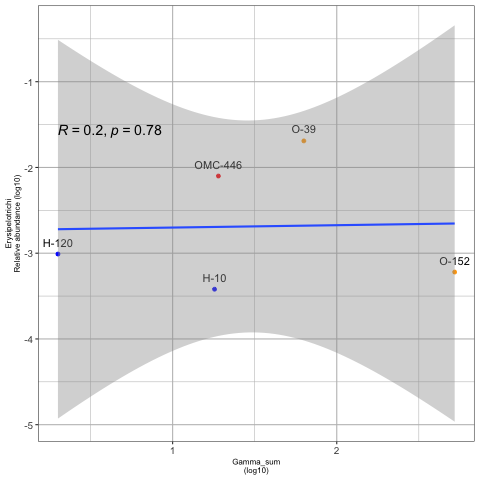 -1
-2
-3
-4
-5
Erysipelotrichi
Relative abundance (log10)
R = 0.2, p = 0.78
O-39
OMC-446
H-120
H-10
O-152
1
2
Gamma_sum
(log10)